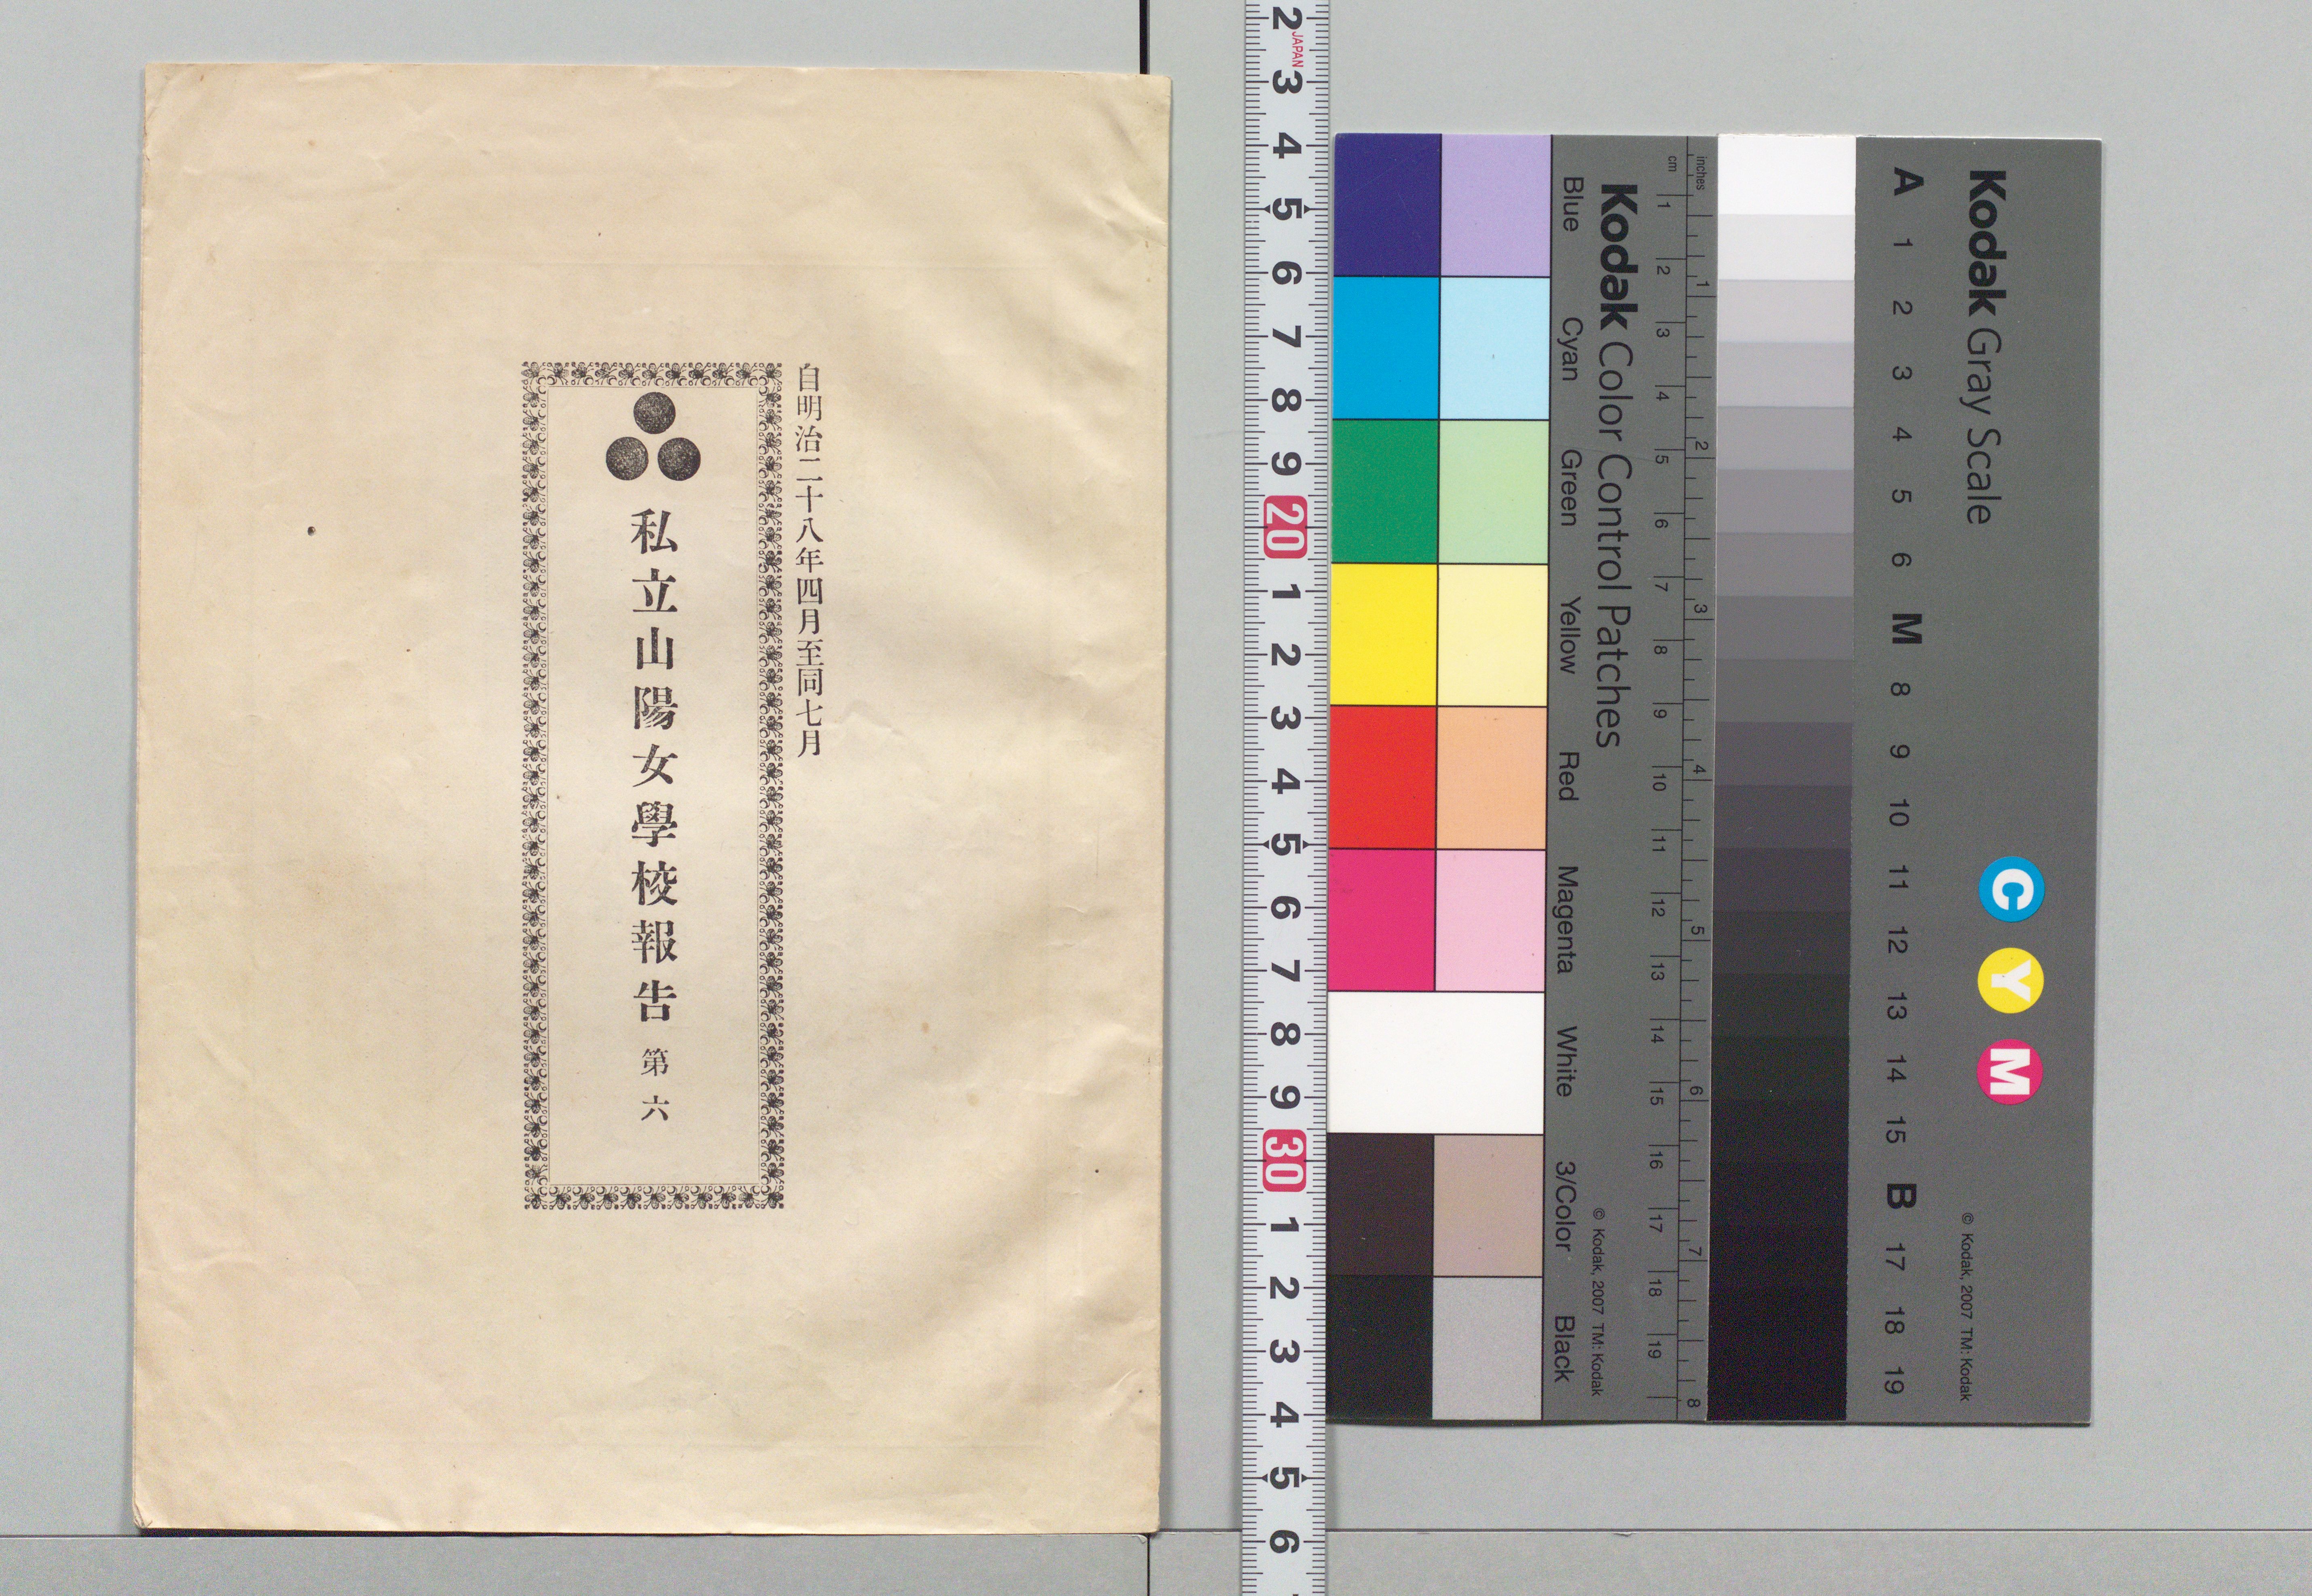 自明治二十八年四月至同七月
私立山陽女學校報告 第六
2 JAPAN 3 4 5 6 7 8 9 20 1 2 3 4 5 6 7 8 9 30 1 2 3 4 5 6
Blue Cyan Green Yellow Red Magenta White 3/Color Black
Kodak Color Control Patches
© Kodak, 2007 TM: Kodak
cm 1 2 3 4 5 6 7 8 9 10 11 12 13 14 15 16 17 18 19
inches 1 2 3 4 5 6 7 8
A 1 2 3 4 5 6 M 8 9 10 11 12 13 14 15 B 17 18 19
Kodak Gray Scale
C Y M
© Kodak, 2007 TM: Kodak